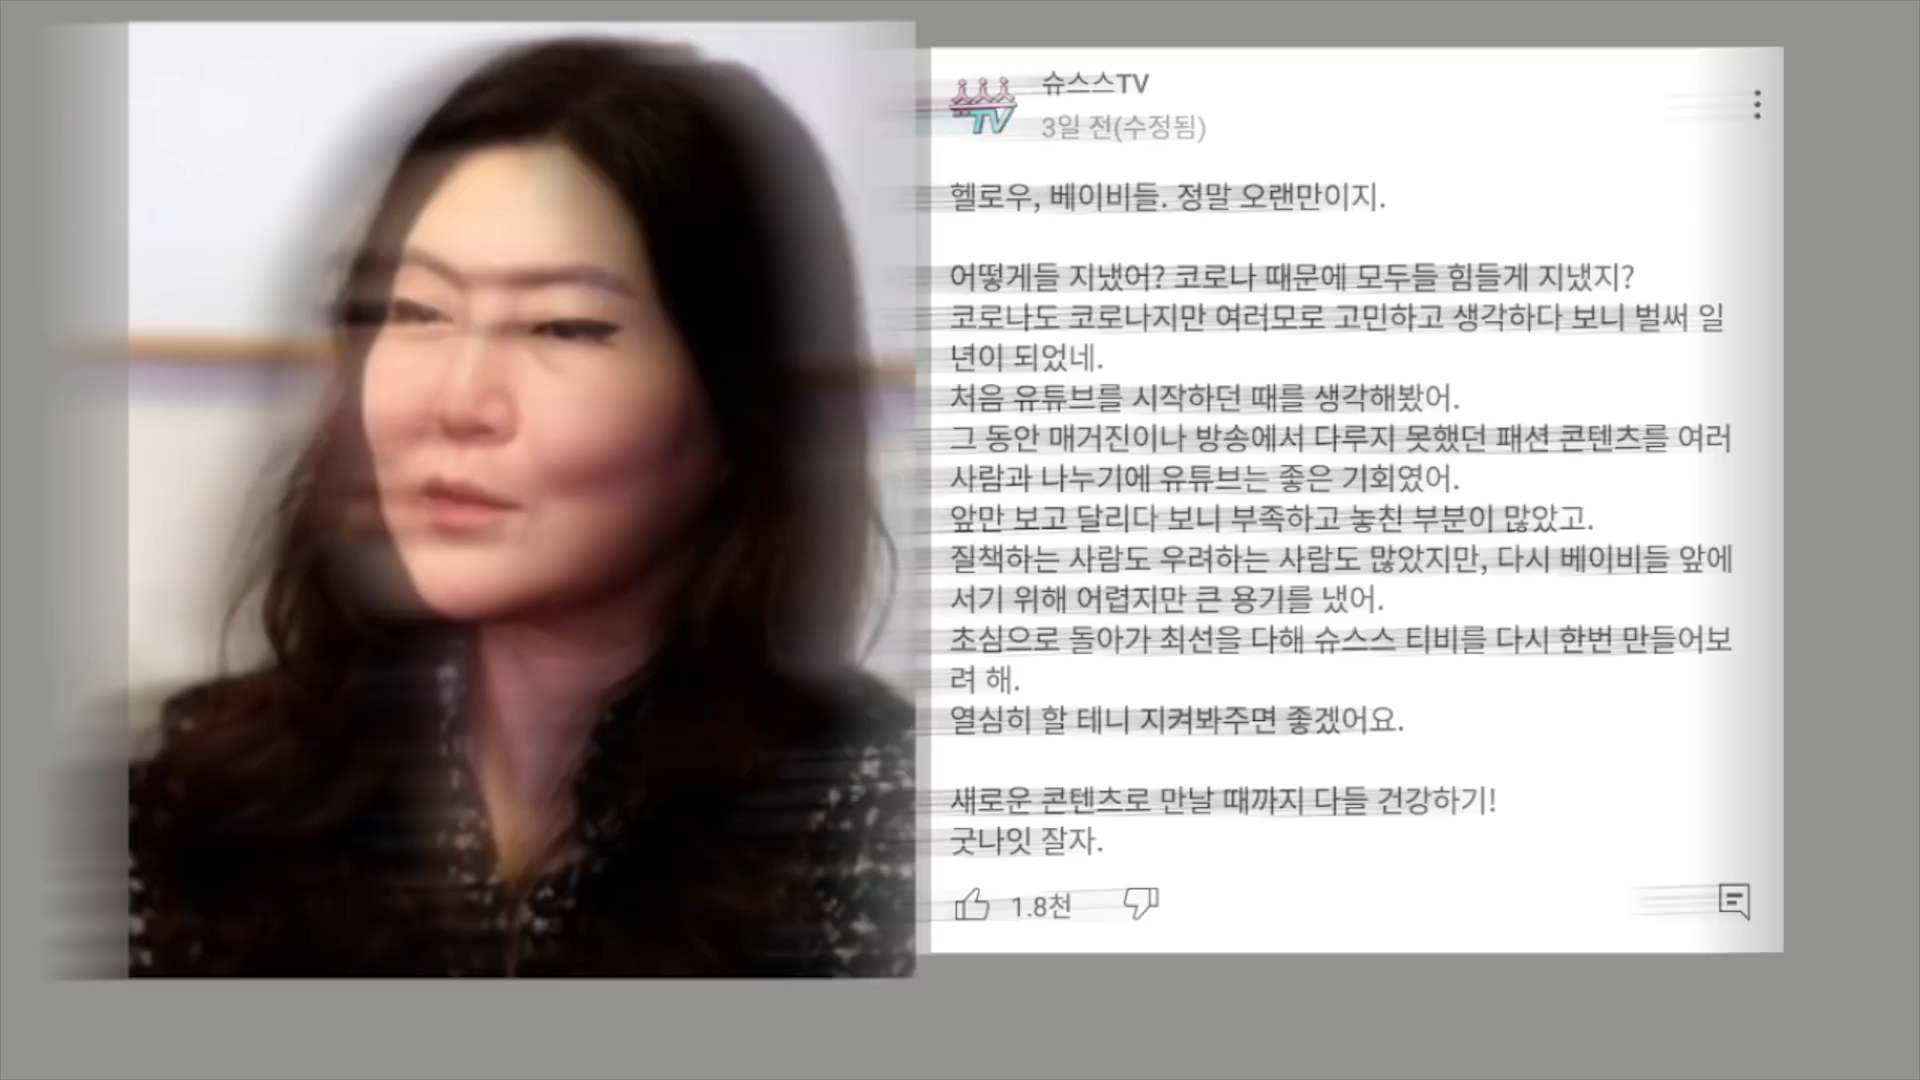 슈스스TV
3일 전(수정됨)
헬로우, 베이비들. 정말 오랜만이지.
어떻게들 지냈어? 코로나 때문에 모두들 힘들게 지냈지?
코로나도 코로나지만 여러모로 고민하고 생각하다 보니 벌써 일
년이 되었네.
처음 유튜브를 시작하던 때를 생각해봤어.
그 동안 매거진이나 방송에서 다루지 못했던 패션 콘텐츠를 여러
사람과 나누기에 유튜브는 좋은 기회였어.
앞만 보고 달리다 보니 부족하고 놓친 부분이 많았고.
질책하는 사람도 우려하는 사람도 많았지만, 다시 베이비들 앞에
서기 위해 어렵지만 큰 용기를 냈어.
초심으로 돌아가 최선을 다해 슈스스 티비를 다시 한번 만들어보
려 해.
열심히 할 테니 지켜봐주면 좋겠어요.
새로운 콘텐츠로 만날 때까지 다들 건강하기!
굿나잇 잘자.
1.8천